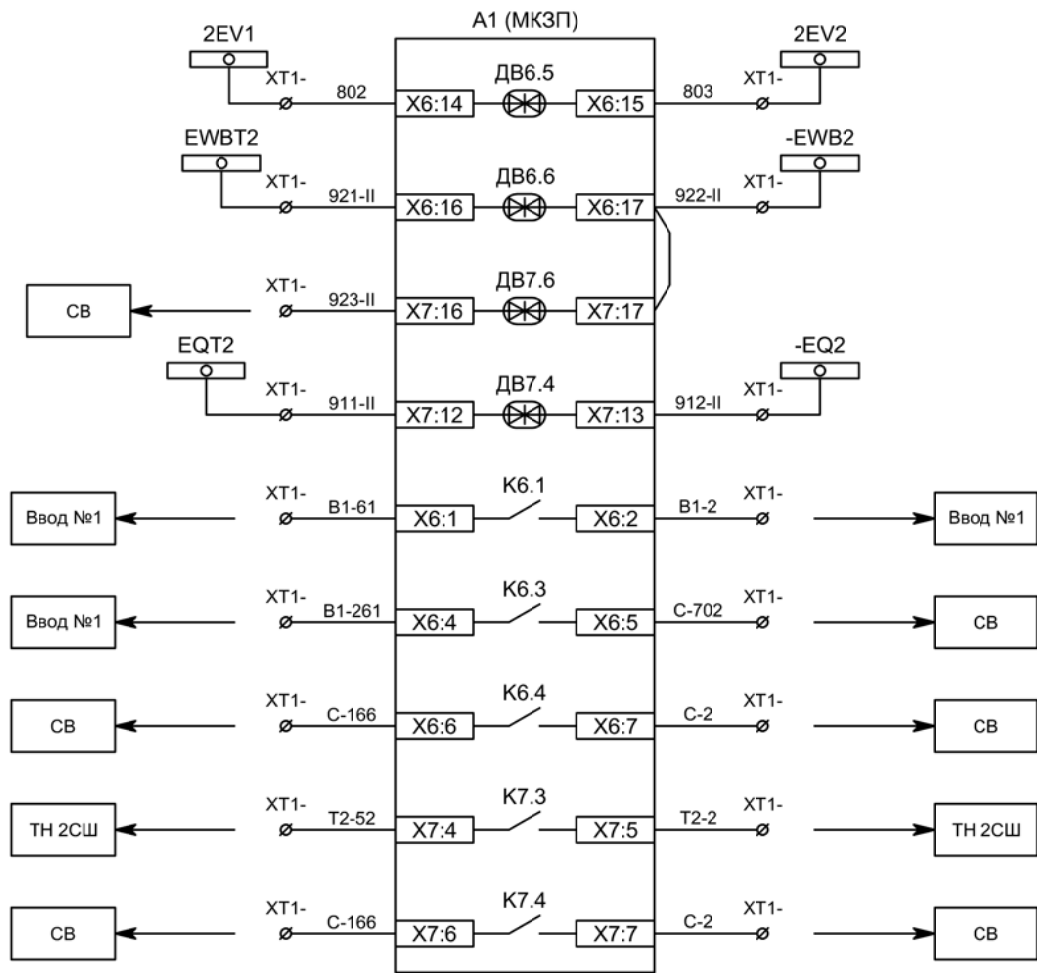 А1 (МКЗП)
2EV1
2EV2
XT1-
802
X6:14
ДВ6.5
X6:15
803
XT1-
EWBT2
-EWB2
XT1-
921-II
X6:16
ДВ6.6
X6:17
922-II
XT1-
СВ
XT1-
923-II
X7:16
ДВ7.6
X7:17
EQT2
-EQ2
XT1-
911-II
X7:12
ДВ7.4
X7:13
912-II
XT1-
Ввод №1
XT1-
В1-61
X6:1
K6.1
X6:2
В1-2
XT1-
Ввод №1
Ввод №1
XT1-
В1-261
X6:4
K6.3
X6:5
С-702
XT1-
СВ
СВ
XT1-
С-166
X6:6
K6.4
X6:7
С-2
XT1-
СВ
ТН 2СШ
XT1-
Т2-52
X7:4
K7.3
X7:5
Т2-2
XT1-
ТН 2СШ
СВ
XT1-
С-166
X7:6
K7.4
X7:7
С-2
XT1-
СВ